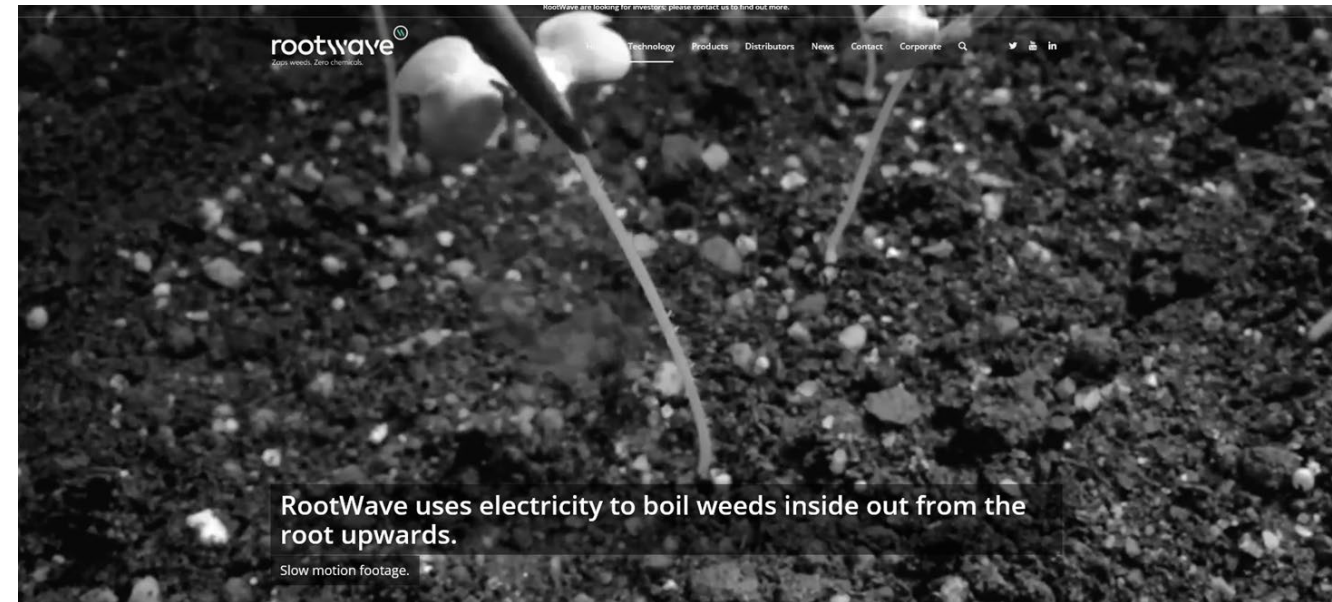 RootWave are looking for investors; please contact us to find out more.
rootwave
Zaps weeds. Zero chemicals.
Technology Products Distributors News Contact Corporate
RootWave uses electricity to boil weeds inside out from the
root upwards.
Slow motion footage.